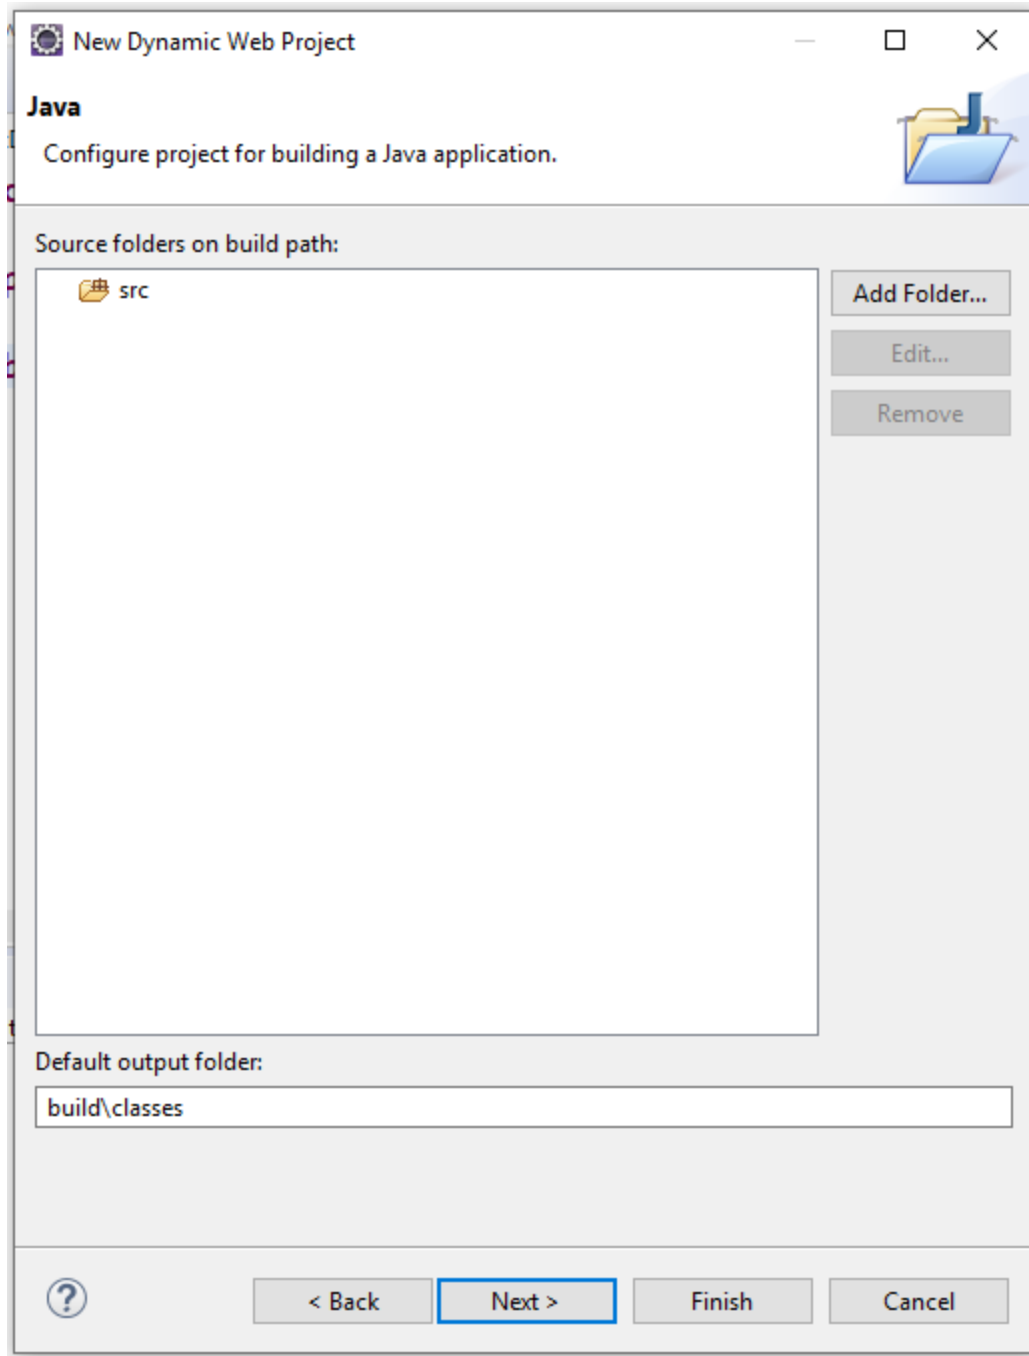 New Dynamic Web Project
Java
Configure project for building a Java application.
Source folders on build path:
src
Add Folder...
Edit...
Remove
Default output folder:
build\classes
?
< Back
Next >
Finish
Cancel